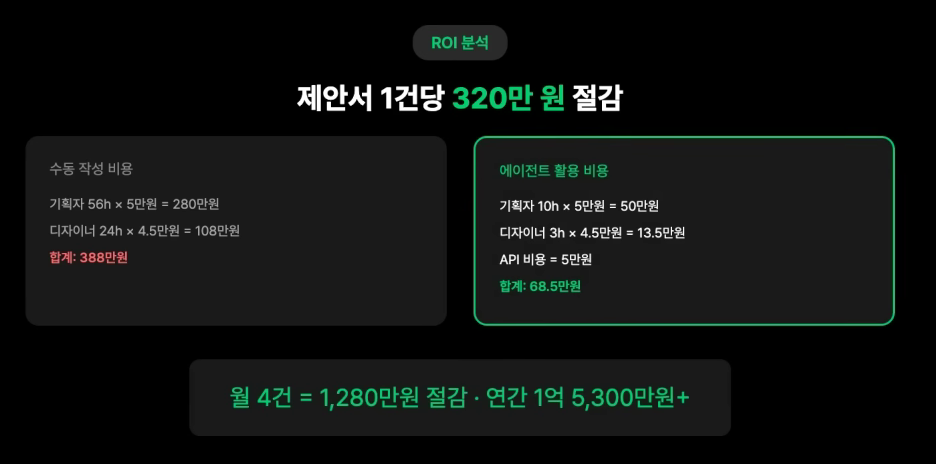 ROI 분석
제안서 1건당 320만 원 절감
수동 작성 비용
기획자 56h × 5만원 = 280만원
디자이너 24h × 4.5만원 = 108만원
합계: 388만원
에이전트 활용 비용
기획자 10h × 5만원 = 50만원
디자이너 3h × 4.5만원 = 13.5만원
API 비용 = 5만원
합계: 68.5만원
월 4건 = 1,280만원 절감 · 연간 1억 5,300만원+